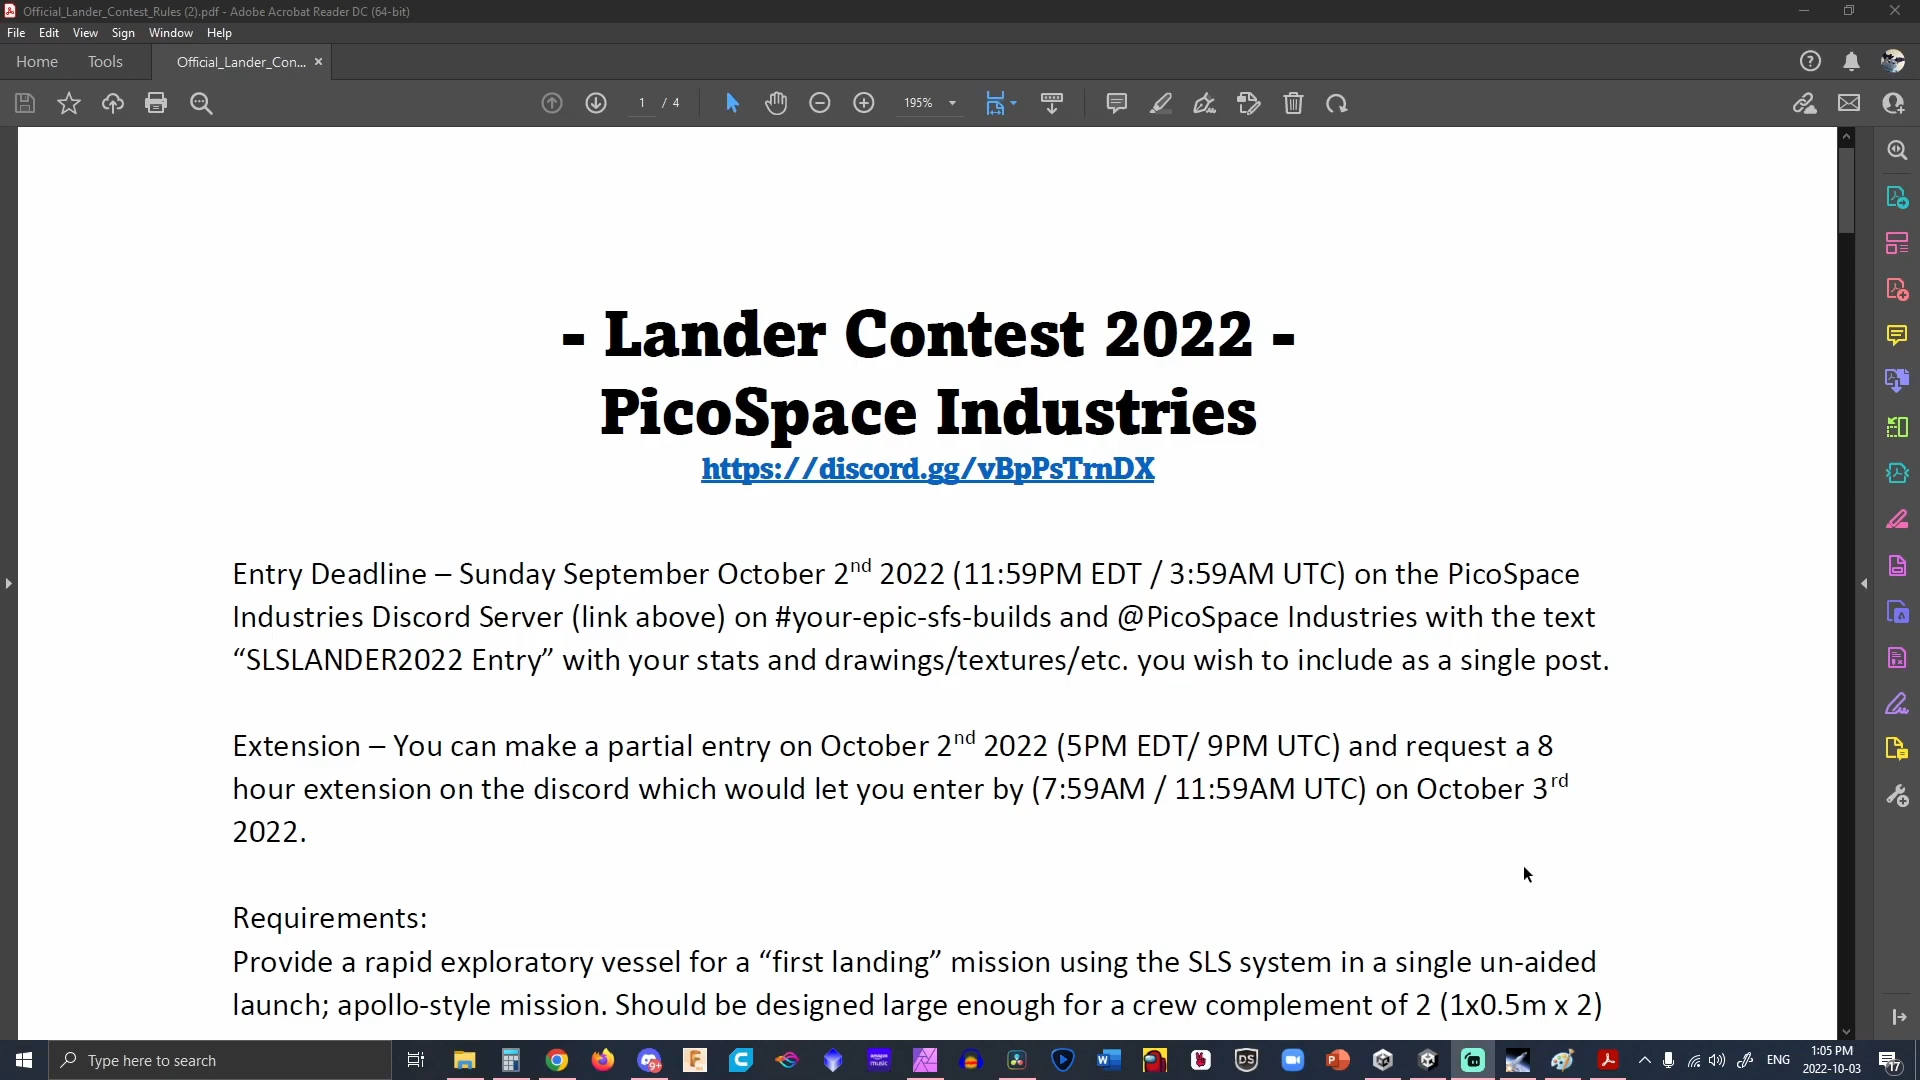 Official_Lander_Contest_Rules (2).pdf - Adobe Acrobat Reader DC (64-bit)
File Edit View Sign Window Help
Home Tools Official_Lander_Con... ×
1 / 4 195%
- Lander Contest 2022 -
PicoSpace Industries
https://discord.gg/vBpPsTrnDX
Entry Deadline – Sunday September October 2nd 2022 (11:59PM EDT / 3:59AM UTC) on the PicoSpace
Industries Discord Server (link above) on #your-epic-sfs-builds and @PicoSpace Industries with the text
“SLSLANDER2022 Entry” with your stats and drawings/textures/etc. you wish to include as a single post.
Extension – You can make a partial entry on October 2nd 2022 (5PM EDT/ 9PM UTC) and request a 8
hour extension on the discord which would let you enter by (7:59AM / 11:59AM UTC) on October 3rd
2022.
Requirements:
Provide a rapid exploratory vessel for a “first landing” mission using the SLS system in a single un-aided
launch; apollo-style mission. Should be designed large enough for a crew complement of 2 (1x0.5m x 2)
Type here to search
ENG
1:05 PM
2022-10-03
17